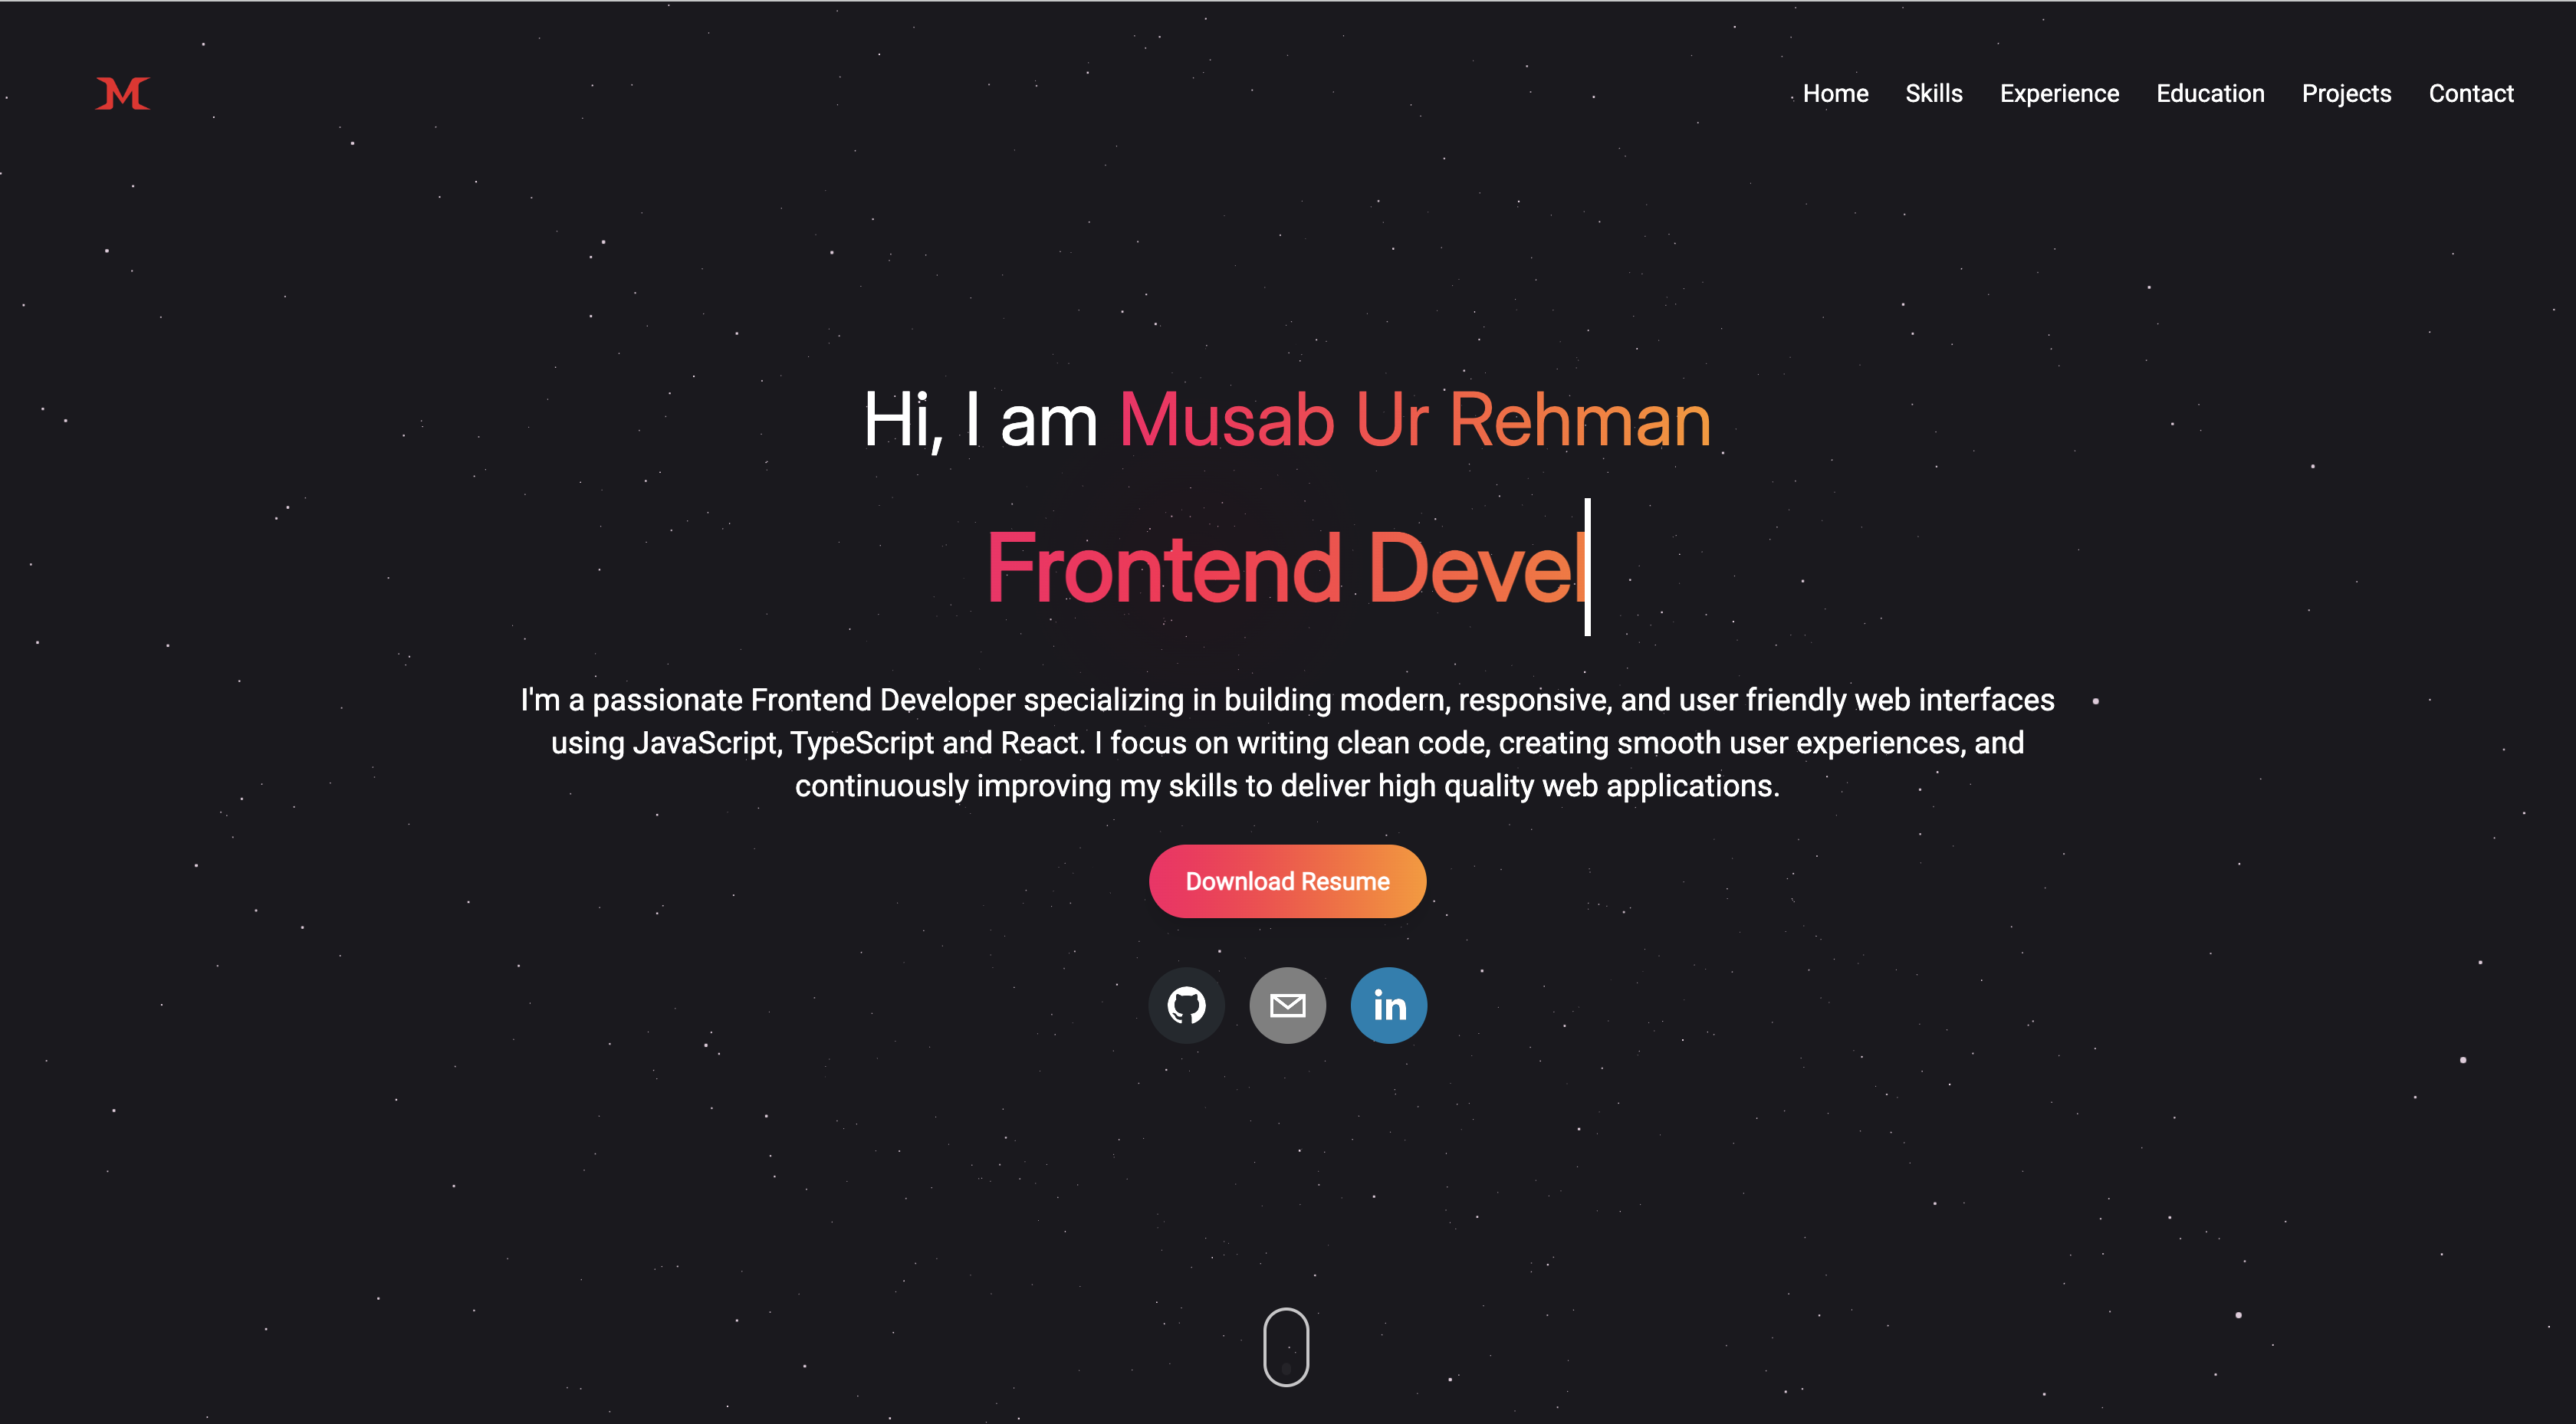 M
Home Skills Experience Education Projects Contact
Hi, I am Musab Ur Rehman
Frontend Devel
I'm a passionate Frontend Developer specializing in building modern, responsive, and user friendly web interfaces
using JavaScript, TypeScript and React. I focus on writing clean code, creating smooth user experiences, and
continuously improving my skills to deliver high quality web applications.
Download Resume
in